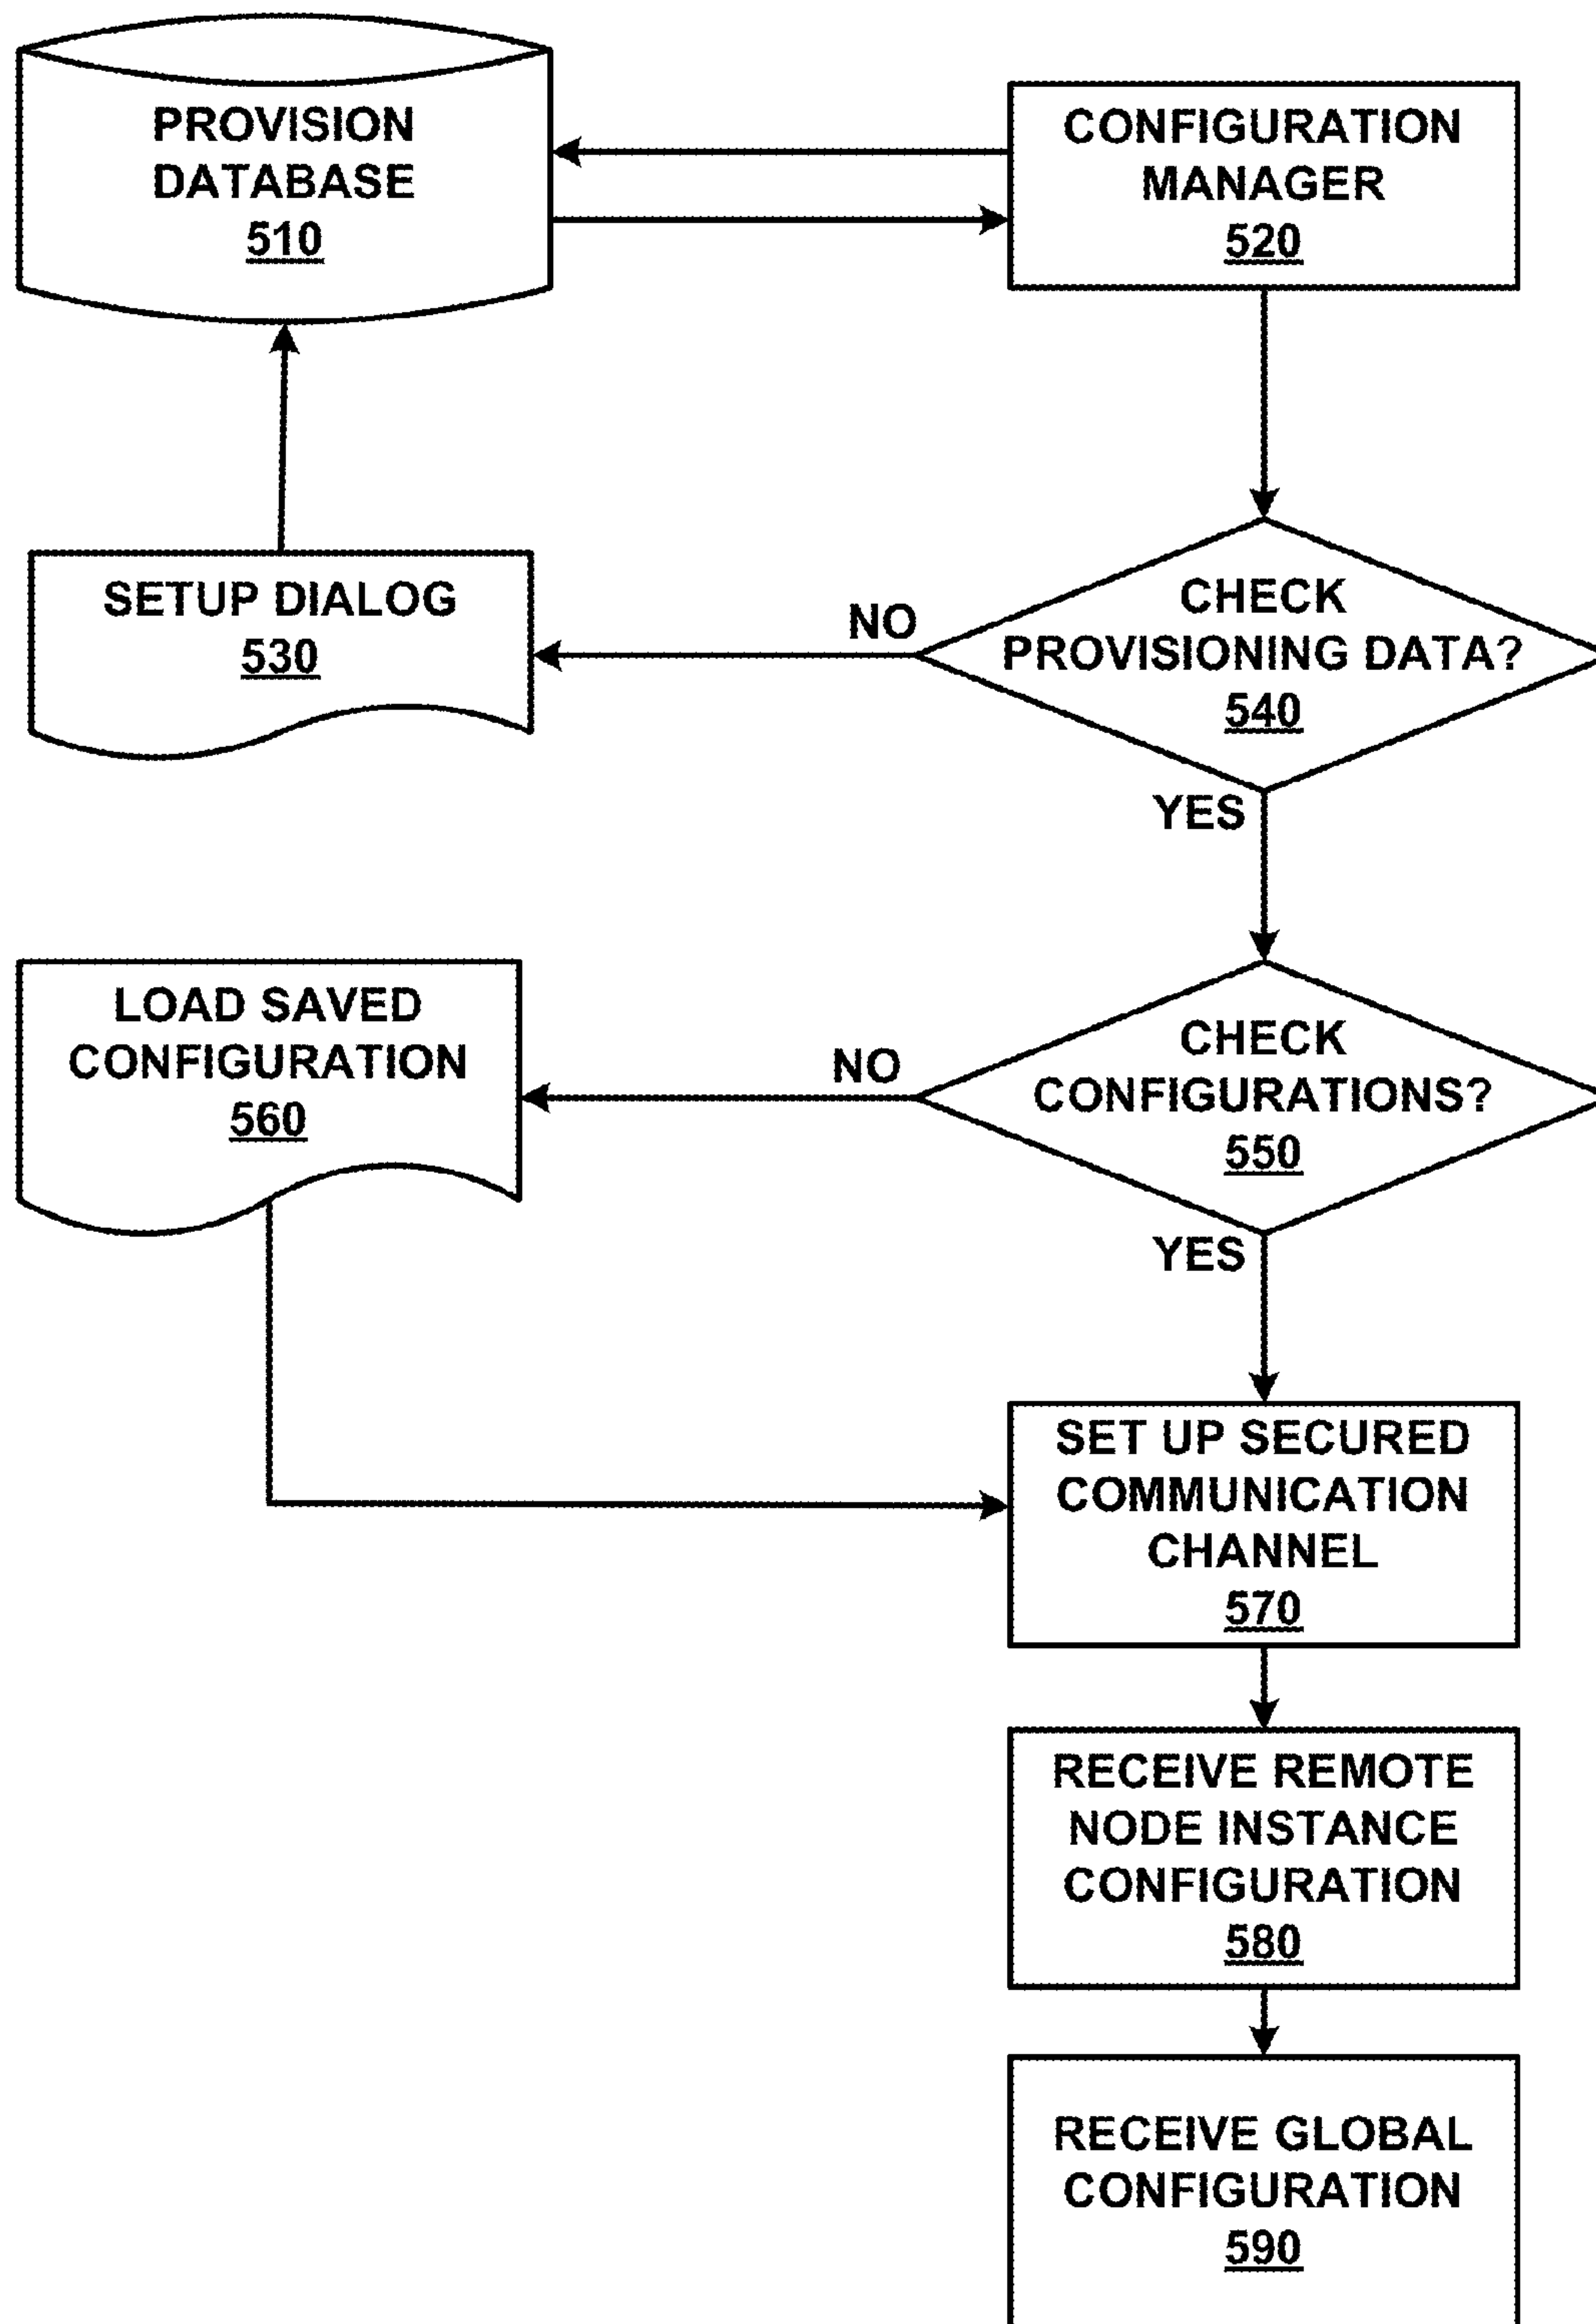 PROVISION
DATABASE
510
CONFIGURATION
MANAGER
520
SETUP DIALOG
530
NO
CHECK
PROVISIONING DATA?
540
YES
LOAD SAVED
CONFIGURATION
560
NO
CHECK
CONFIGURATIONS?
550
YES
SET UP SECURED
COMMUNICATION
CHANNEL
570
RECEIVE REMOTE
NODE INSTANCE
CONFIGURATION
580
RECEIVE GLOBAL
CONFIGURATION
590